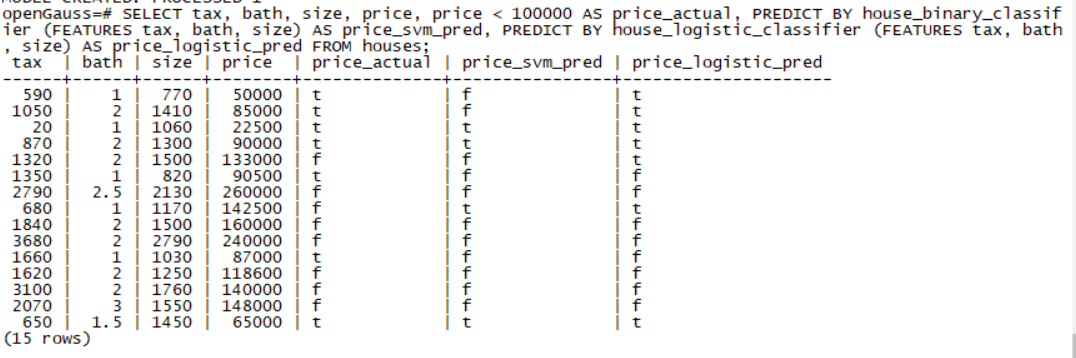 MODEL CREATED. PROCESSED 1
openGauss=# SELECT tax, bath, size, price, price < 100000 AS price_actual, PREDICT BY house_binary_classif
ier (FEATURES tax, bath, size) AS price_svm_pred, PREDICT BY house_logistic_classifier (FEATURES tax, bath
, size) AS price_logistic_pred FROM houses;
 tax  | bath | size | price  | price_actual | price_svm_pred | price_logistic_pred
------+------+------+--------+--------------+----------------+---------------------
  590 |    1 |  770 |  50000 | t            | f              | t
 1050 |    2 | 1410 |  85000 | t            | f              | t
   20 |    1 | 1060 |  22500 | t            | t              | t
  870 |    2 | 1300 |  90000 | t            | t              | t
 1320 |    2 | 1500 | 133000 | f            | f              | t
 1350 |    1 |  820 |  90500 | t            | f              | f
 2790 |  2.5 | 2130 | 260000 | f            | f              | f
  680 |    1 | 1170 | 142500 | f            | t              | t
 1840 |    2 | 1500 | 160000 | f            | f              | f
 3680 |    2 | 2790 | 240000 | f            | f              | f
 1660 |    1 | 1030 |  87000 | t            | f              | f
 1620 |    2 | 1250 | 118600 | f            | f              | f
 3100 |    2 | 1760 | 140000 | f            | f              | f
 2070 |    3 | 1550 | 148000 | f            | f              | f
  650 |  1.5 | 1450 |  65000 | t            | t              | t
(15 rows)